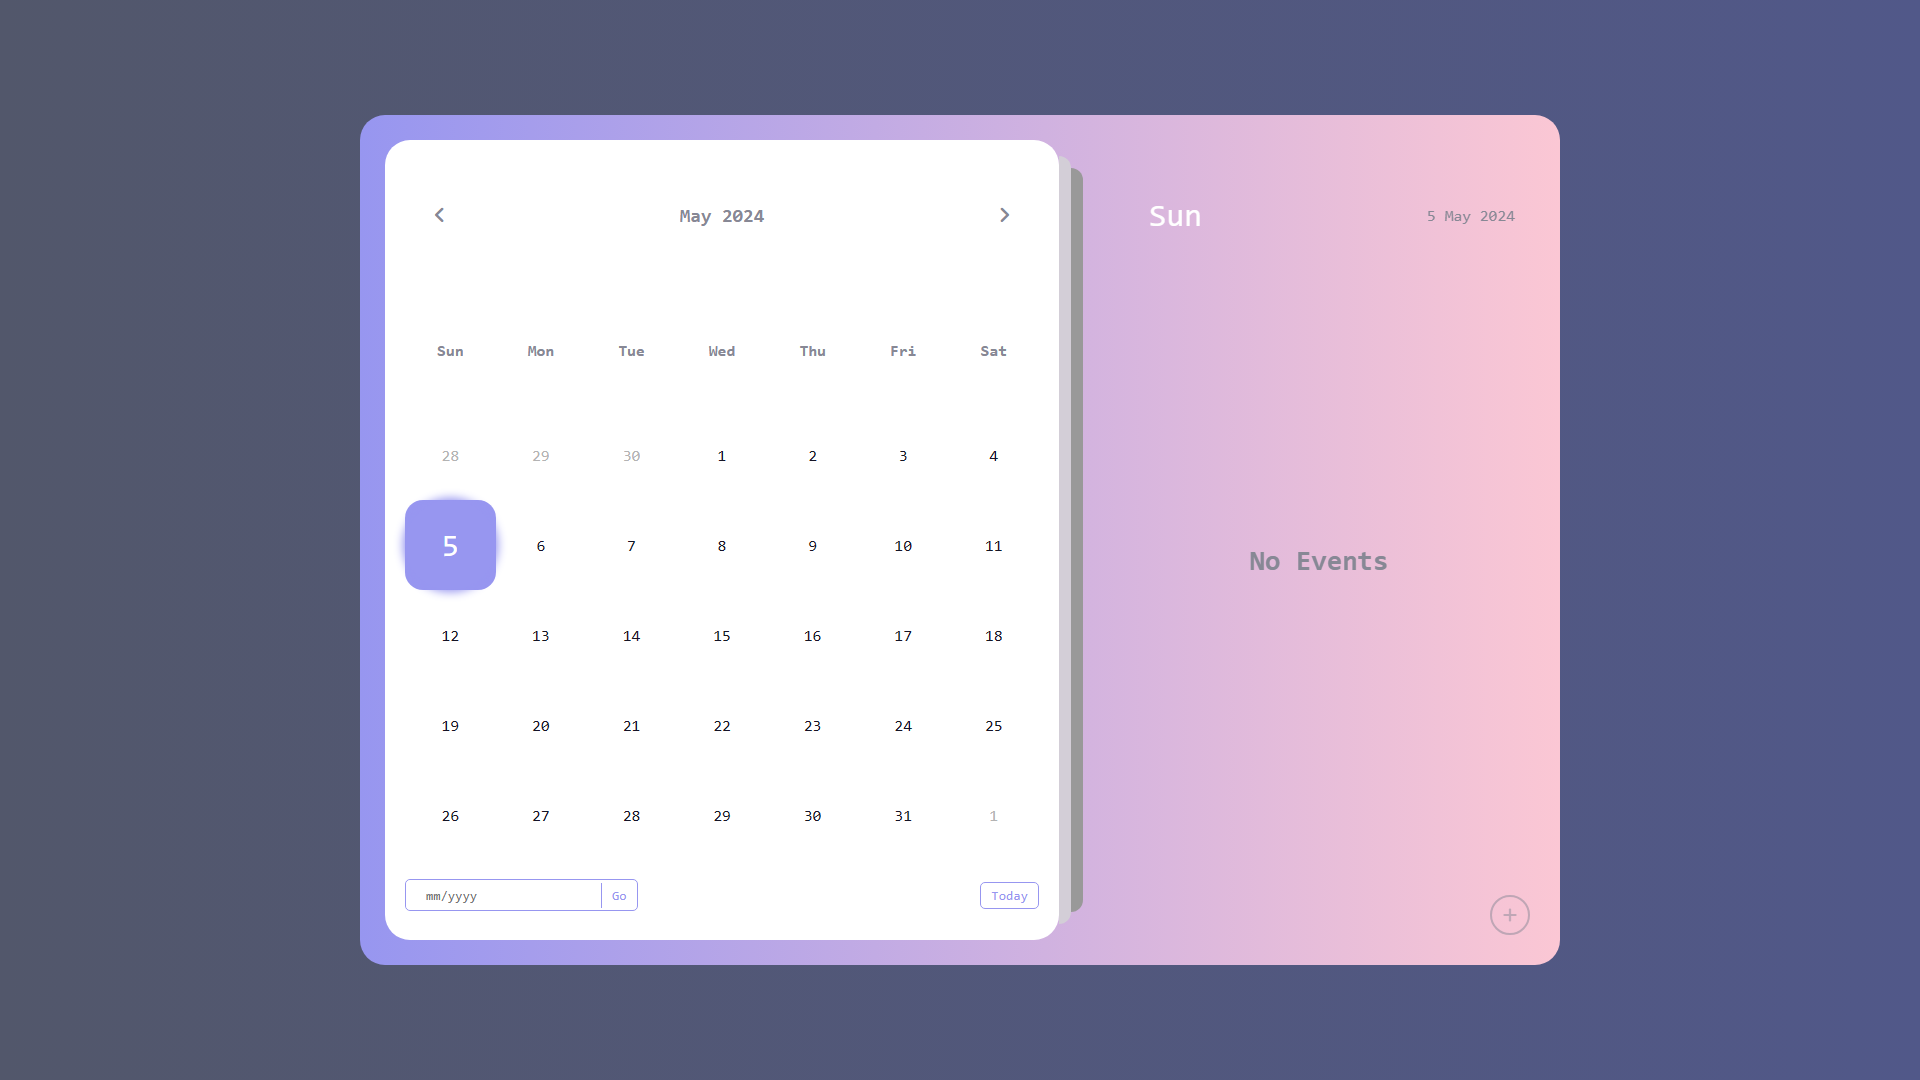 May 2024
Sun Mon Tue Wed Thu Fri Sat
28 29 30 1 2 3 4
5 6 7 8 9 10 11
12 13 14 15 16 17 18
19 20 21 22 23 24 25
26 27 28 29 30 31 1
mm/yyyy Go Today
Sun 5 May 2024
No Events